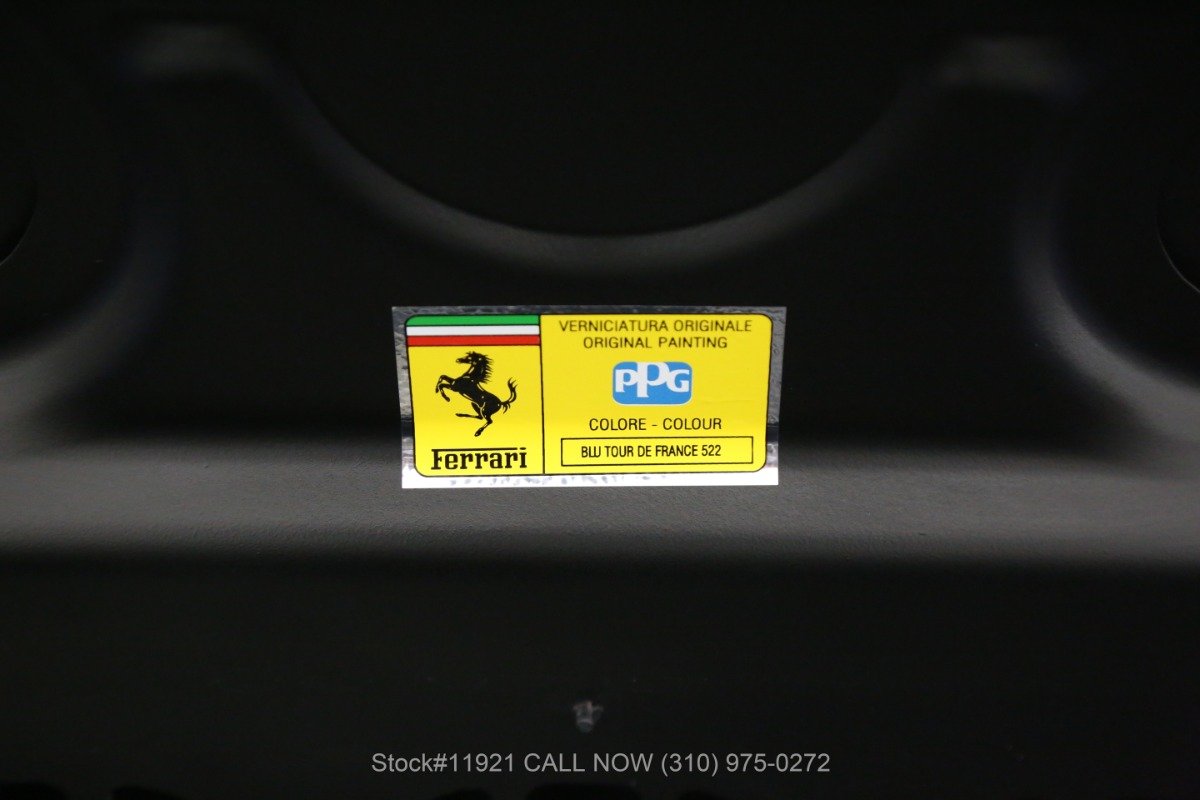 VERNICIATURA ORIGINALE
ORIGINAL PAINTING
PPG
COLORE - COLOUR
BLU TOUR DE FRANCE 522
Ferrari
Stock#11921 CALL NOW (310) 975-0272